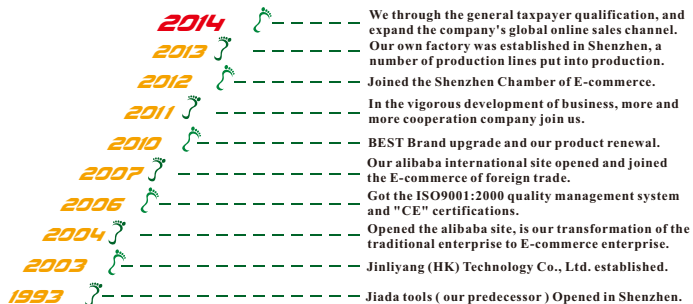 2014 We through the general taxpayer qualification, and
expand the company's global online sales channel.
2013 Our own factory was established in Shenzhen, a
number of production lines put into production.
2012 Joined the Shenzhen Chamber of E-commerce.
2011 In the vigorous development of business, more and
more cooperation company join us.
2010 BEST Brand upgrade and our product renewal.
2007 Our alibaba international site opened and joined
the E-commerce of foreign trade.
2006 Got the ISO9001:2000 quality management system
and "CE" certifications.
2004 Opened the alibaba site, is our transformation of the
traditional enterprise to E-commerce enterprise.
2003 Jinliyang (HK) Technology Co., Ltd. established.
1993 Jiada tools ( our predecessor ) Opened in Shenzhen.